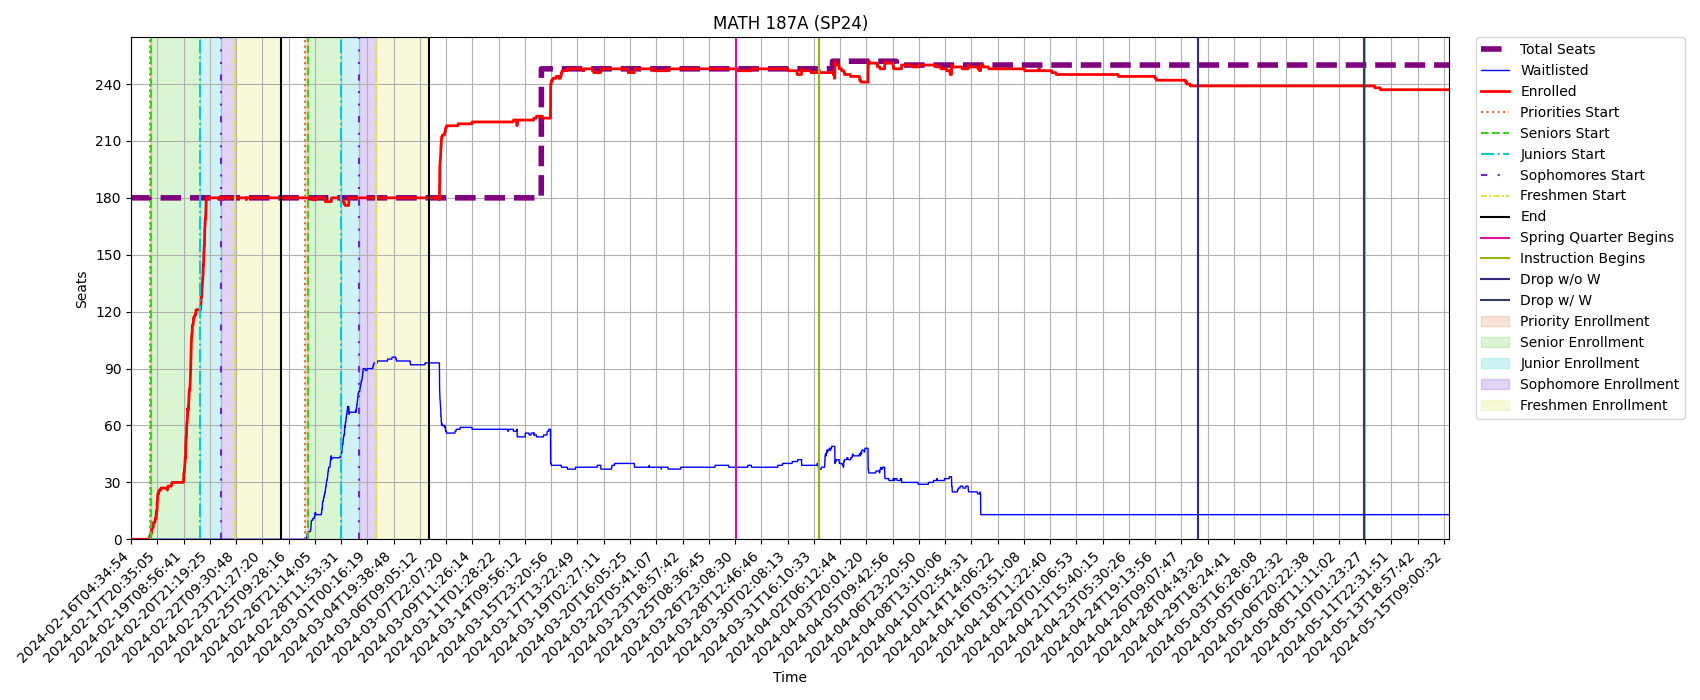 MATH 187A (SP24)
Seats
240
210
180
150
120
90
60
30
0
2024-02-16T04:34:54
2024-02-17T20:35:05
2024-02-19T08:56:41
2024-02-20T21:19:25
2024-02-22T09:30:48
2024-02-23T21:27:20
2024-02-25T09:28:16
2024-02-26T21:14:05
2024-02-28T11:53:31
2024-03-01T00:16:19
2024-03-04T19:38:48
2024-03-06T09:05:12
2024-03-07T22:07:20
2024-03-11T01:26:14
2024-03-12T11:28:22
2024-03-14T09:56:12
2024-03-15T23:20:56
2024-03-17T13:22:49
2024-03-19T02:27:11
2024-03-20T16:05:25
2024-03-22T05:41:07
2024-03-23T18:57:42
2024-03-25T08:36:45
2024-03-26T23:08:30
2024-03-28T12:46:46
2024-03-30T02:08:13
2024-03-31T16:10:33
2024-04-02T06:12:44
2024-04-03T20:01:20
2024-04-05T09:42:56
2024-04-06T23:20:50
2024-04-08T13:10:06
2024-04-10T02:54:31
2024-04-14T14:06:22
2024-04-16T03:51:08
2024-04-18T11:22:40
2024-04-20T01:06:53
2024-04-21T15:40:15
2024-04-23T05:30:26
2024-04-24T19:13:56
2024-04-26T09:07:47
2024-04-28T04:43:26
2024-04-29T18:24:41
2024-05-03T16:28:08
2024-05-05T06:22:32
2024-05-06T20:22:38
2024-05-08T11:11:02
2024-05-10T01:23:27
2024-05-11T22:31:51
2024-05-13T18:57:42
2024-05-15T09:00:32
Time
Total Seats
Waitlisted
Enrolled
Priorities Start
Seniors Start
Juniors Start
Sophomores Start
Freshmen Start
End
Spring Quarter Begins
Instruction Begins
Drop w/o W
Drop w/ W
Priority Enrollment
Senior Enrollment
Junior Enrollment
Sophomore Enrollment
Freshmen Enrollment